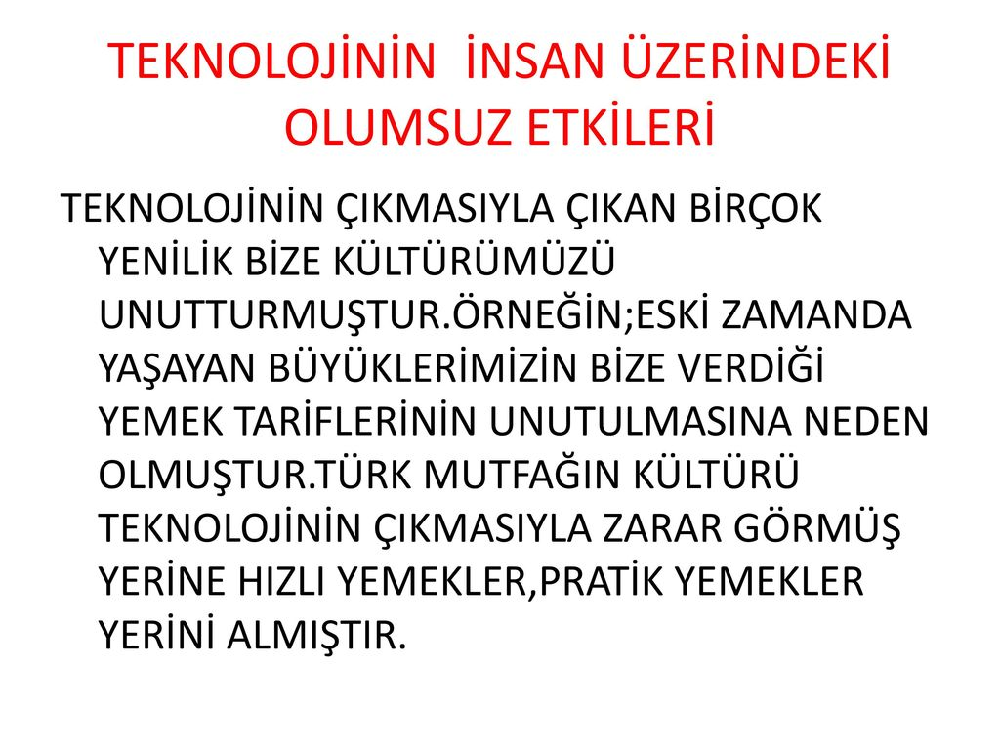 TEKNOLOJİNİN  İNSAN ÜZERİNDEKİ
OLUMSUZ ETKİLERİ
TEKNOLOJİNİN ÇIKMASIYLA ÇIKAN BİRÇOK
YENİLİK BİZE KÜLTÜRÜMÜZÜ
UNUTTURMUŞTUR.ÖRNEĞİN;ESKİ ZAMANDA
YAŞAYAN BÜYÜKLERİMİZİN BİZE VERDİĞİ
YEMEK TARİFLERİNİN UNUTULMASINA NEDEN
OLMUŞTUR.TÜRK MUTFAĞIN KÜLTÜRÜ
TEKNOLOJİNİN ÇIKMASIYLA ZARAR GÖRMÜŞ
YERİNE HIZLI YEMEKLER,PRATİK YEMEKLER
YERİNİ ALMIŞTIR.